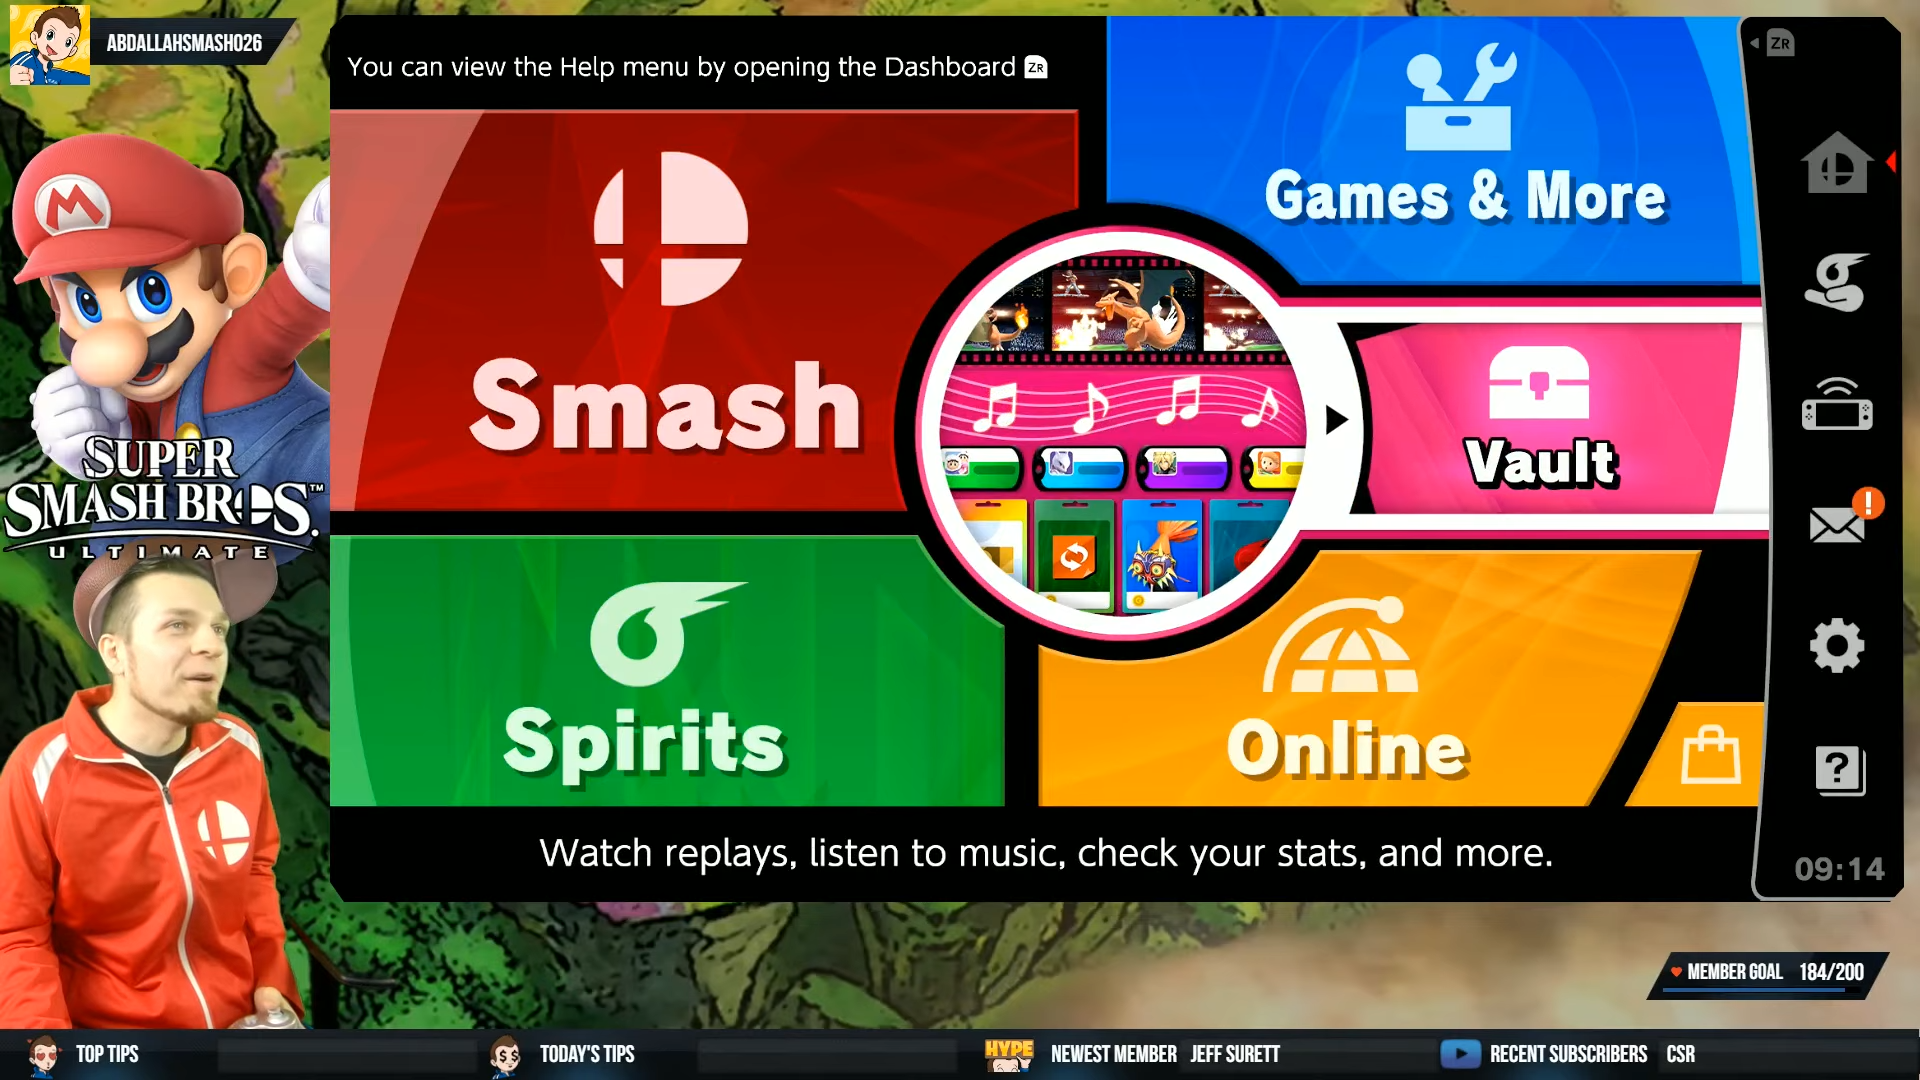 ABDALLAHSMASH026
You can view the Help menu by opening the Dashboard ZR
ZR
Games & More
Smash
Vault
SUPER
SMASH BROS.™
ULTIMATE
!
Spirits
Online
?
Watch replays, listen to music, check your stats, and more.
09:14
MEMBER GOAL 184/200
TOP TIPS
TODAY'S TIPS
HYPE
NEWEST MEMBER JEFF SURETT
RECENT SUBSCRIBERS CSR